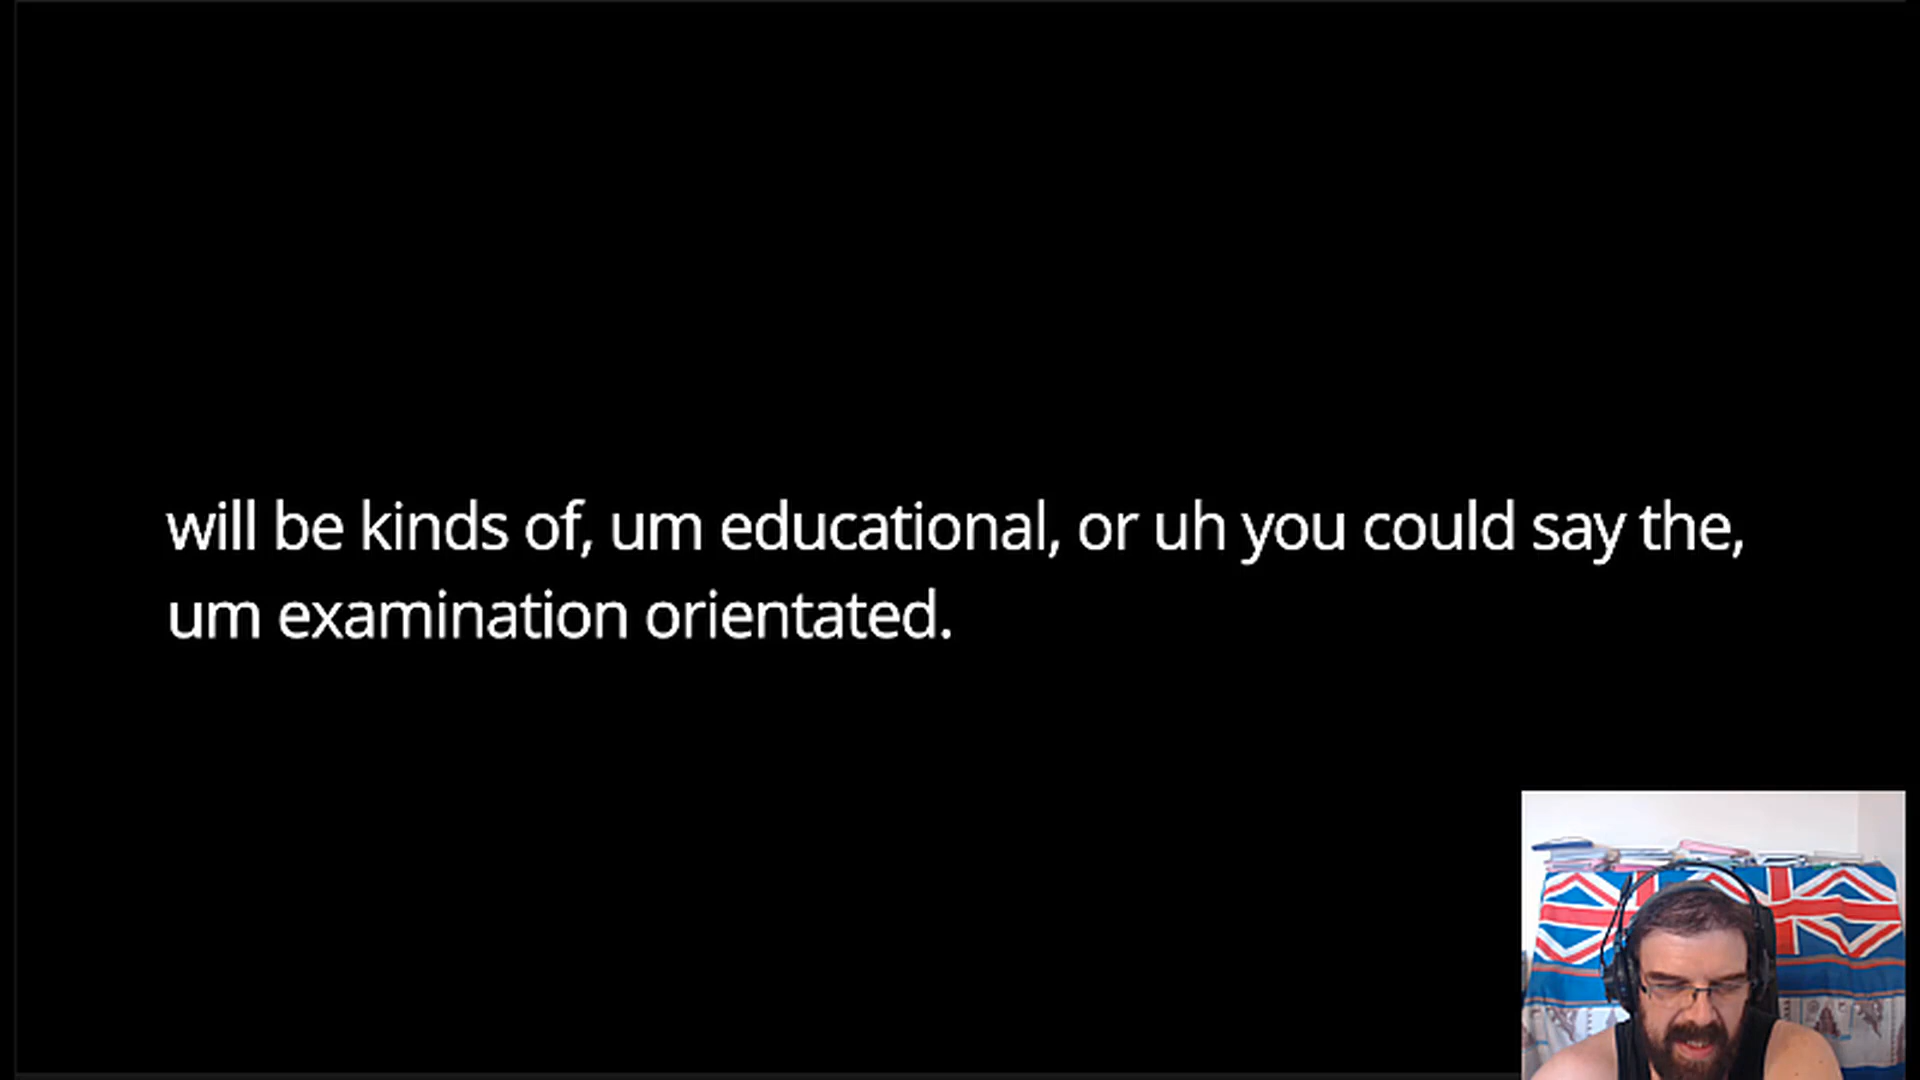 will be kinds of, um educational, or uh you could say the,
um examination orientated.